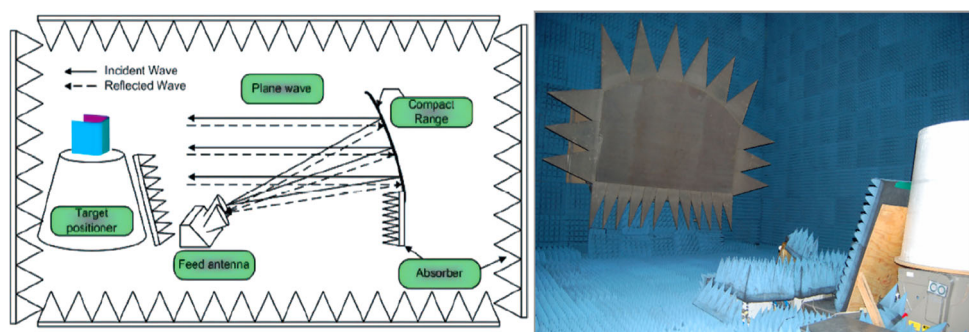 Incident Wave
Reflected Wave
Plane wave
Compact
Range
Target
positioner
Feed antenna
Absorber